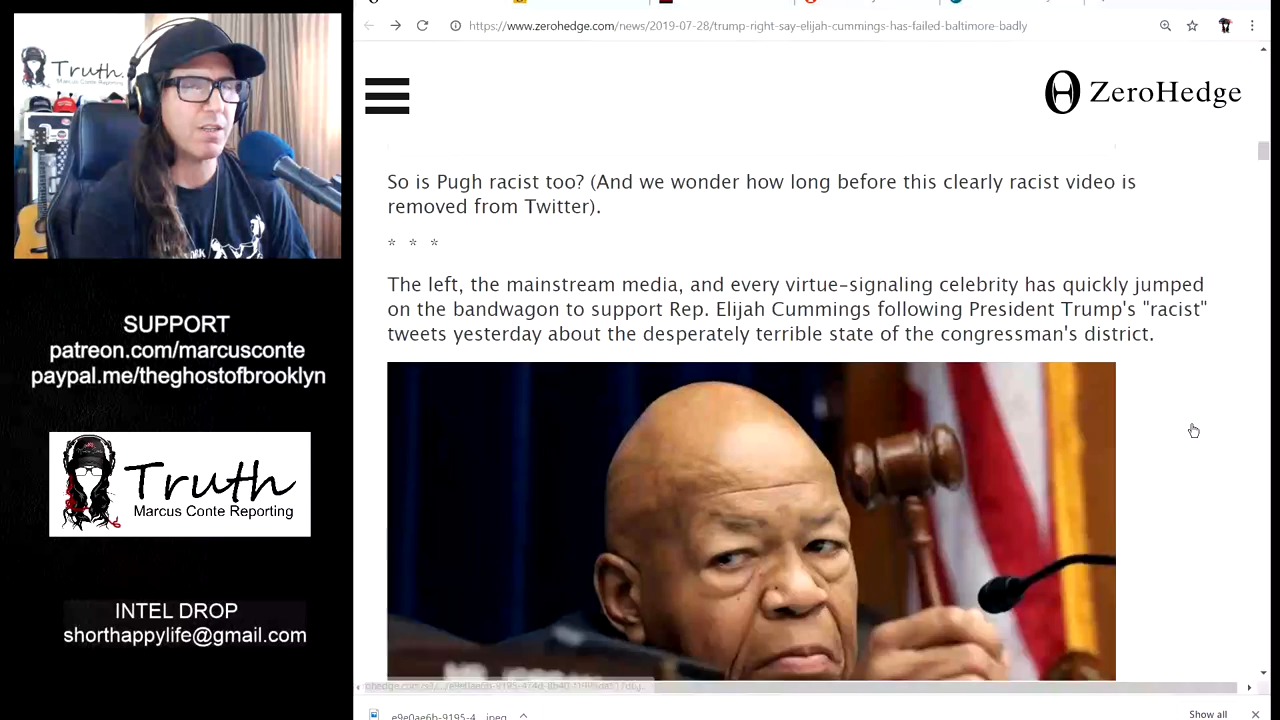 https://www.zerohedge.com/news/2019-07-28/trump-right-say-elijah-cummings-has-failed-baltimore-badly
Truth.
Marcus Conte Reporting
ZeroHedge
So is Pugh racist too? (And we wonder how long before this clearly racist video is
removed from Twitter).
* * *
The left, the mainstream media, and every virtue-signaling celebrity has quickly jumped
on the bandwagon to support Rep. Elijah Cummings following President Trump's "racist"
tweets yesterday about the desperately terrible state of the congressman's district.
SUPPORT
patreon.com/marcusconte
paypal.me/theghostofbrooklyn
Truth
Marcus Conte Reporting
INTEL DROP
shorthappylife@gmail.com
e9e0ae6b-9195-4....jpeg
Show all